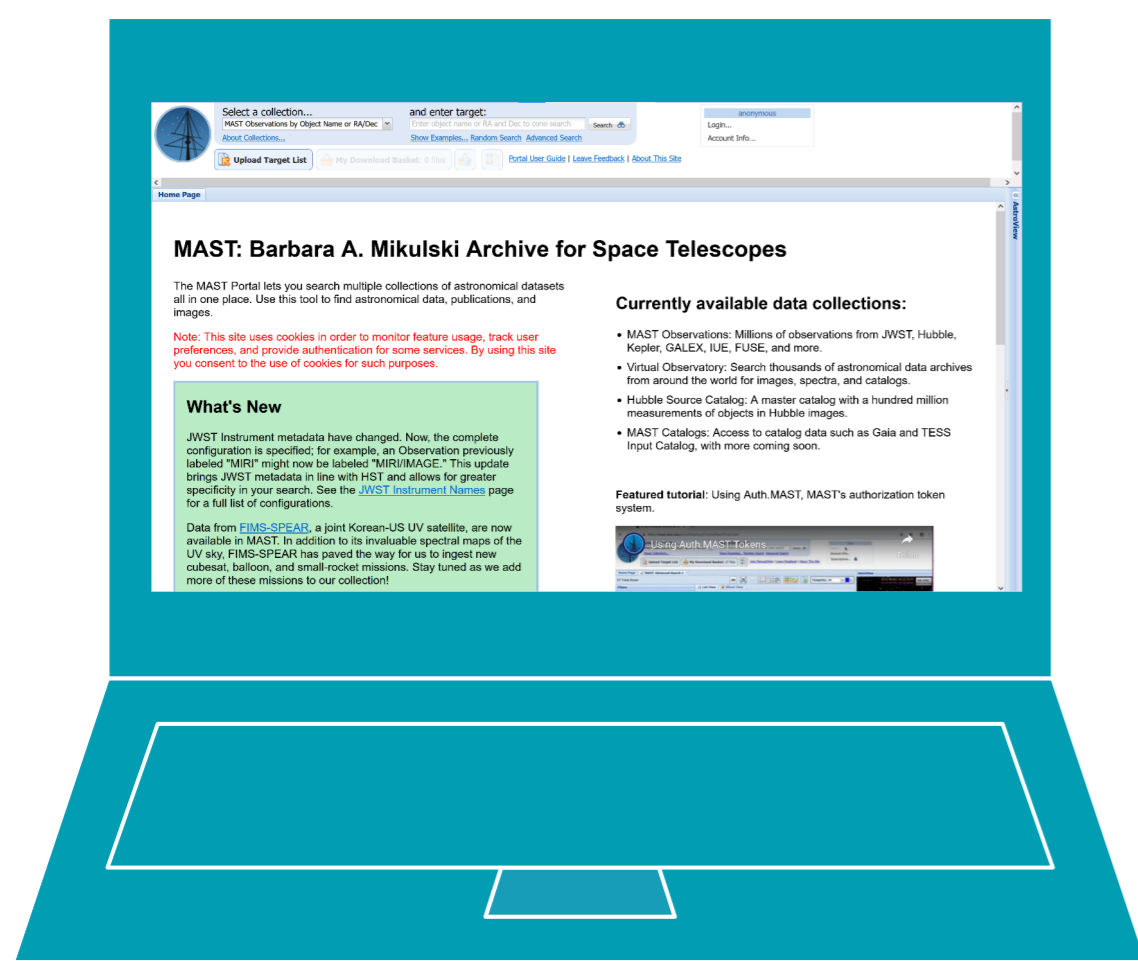 Select a collection...
and enter target:
MAST Observations by Object Name or RA/Dec
Enter object name or RA and Dec to cone search
Search
About Collections...
Show Examples... Random Search Advanced Search
anonymous
Login...
Account Info...
Upload Target List
My Download Basket: 0 files
Portal User Guide | Leave Feedback | About This Site
Home Page
AstroView
MAST: Barbara A. Mikulski Archive for Space Telescopes
The MAST Portal lets you search multiple collections of astronomical datasets
all in one place. Use this tool to find astronomical data, publications, and
images.
Note: This site uses cookies in order to monitor feature usage, track user
preferences, and provide authentication for some services. By using this site
you consent to the use of cookies for such purposes.
What's New
JWST Instrument metadata have changed. Now, the complete
configuration is specified; for example, an Observation previously
labeled "MIRI" might now be labeled "MIRI/IMAGE." This update
brings JWST metadata in line with HST and allows for greater
specificity in your search. See the JWST Instrument Names page
for a full list of configurations.
Data from FIMS-SPEAR, a joint Korean-US UV satellite, are now
available in MAST. In addition to its invaluable spectral maps of the
UV sky, FIMS-SPEAR has paved the way for us to ingest new
cubesat, balloon, and small-rocket missions. Stay tuned as we add
more of these missions to our collection!
Currently available data collections:
• MAST Observations: Millions of observations from JWST, Hubble,
Kepler, GALEX, IUE, FUSE, and more.
• Virtual Observatory: Search thousands of astronomical data archives
from around the world for images, spectra, and catalogs.
• Hubble Source Catalog: A master catalog with a hundred million
measurements of objects in Hubble images.
• MAST Catalogs: Access to catalog data such as Gaia and TESS
Input Catalog, with more coming soon.
Featured tutorial: Using Auth.MAST, MAST's authorization token
system.
Using Auth.MAST Tokens